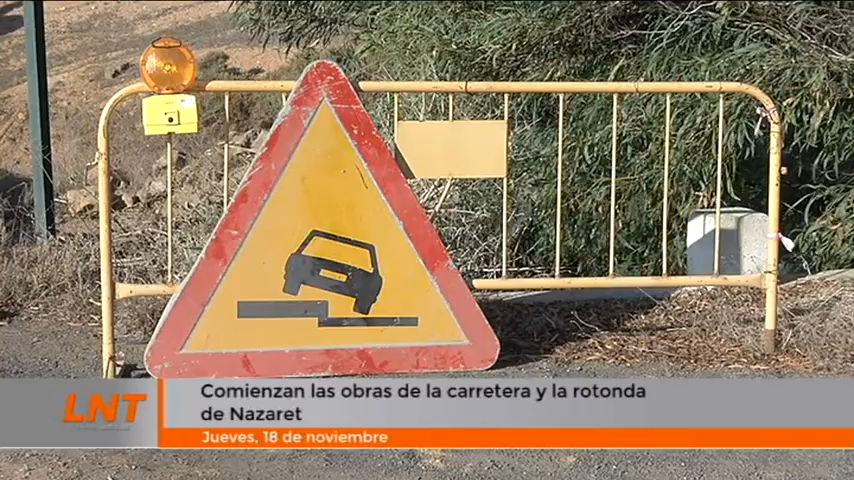 LNT
Comienzan las obras de la carretera y la rotonda
de Nazaret
Jueves, 18 de noviembre